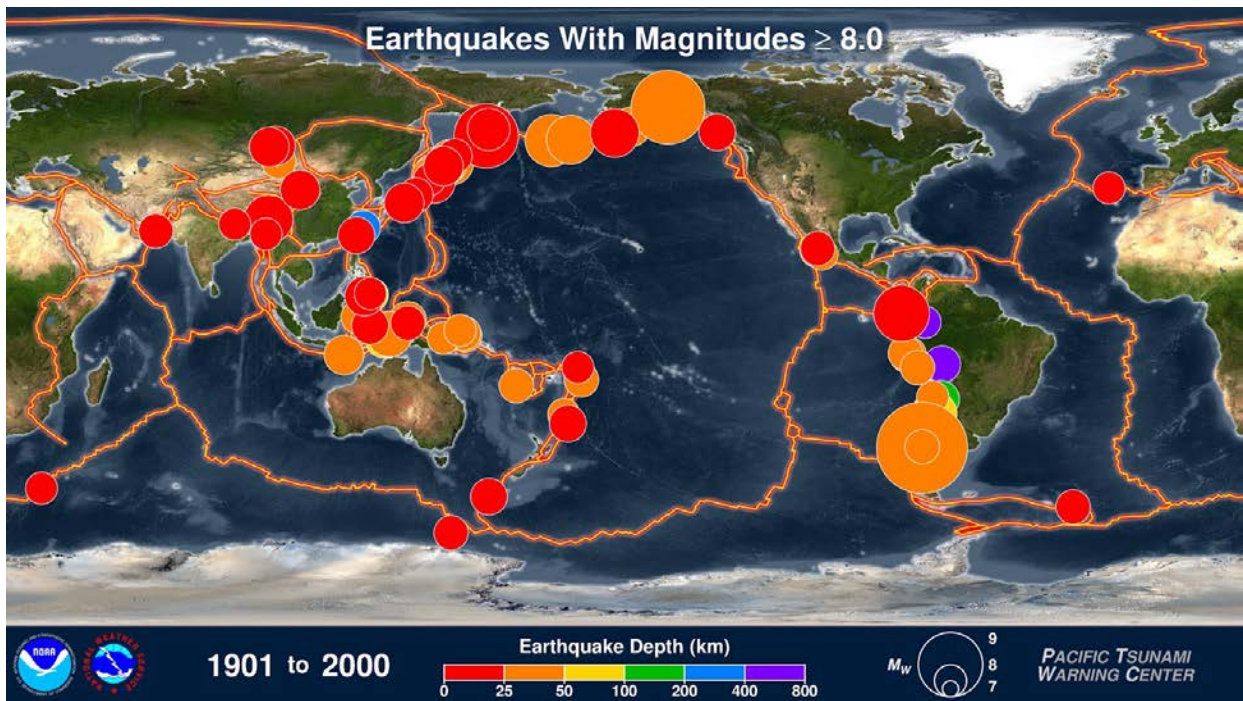 Earthquakes With Magnitudes ≥ 8.0
NOAA
1901 to 2000
Earthquake Depth (km)
0 25 50 100 200 400 800
Mw
9
8
7
PACIFIC TSUNAMI
WARNING CENTER